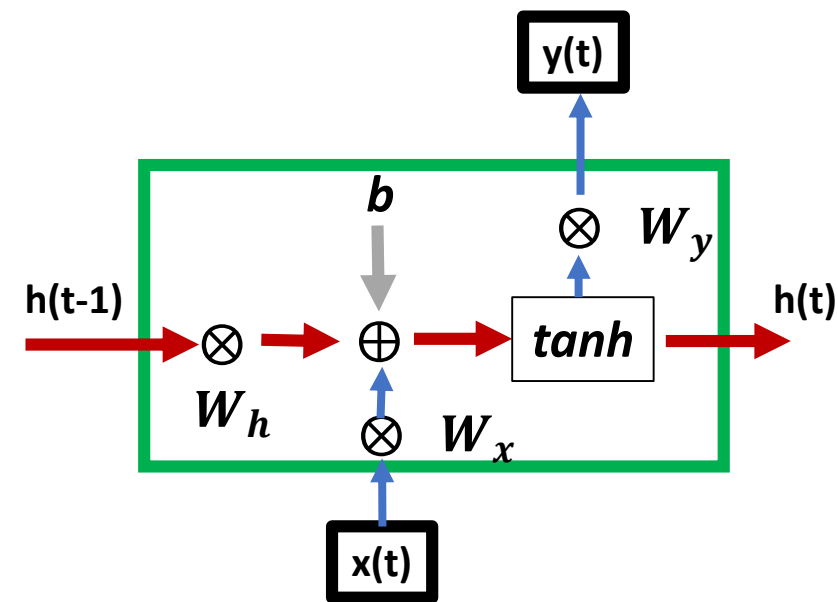 y(t)
b
W_y
h(t-1)
h(t)
tanh
W_h
W_x
x(t)